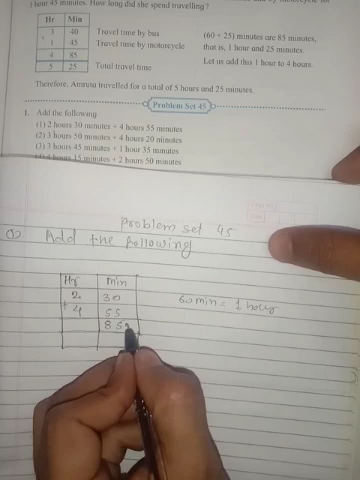 1 hour 45 minutes. How long did she spend travelling?
Hr Min
3 40 Travel time by bus (60 + 25) minutes are 85 minutes,
+ 1 45 Travel time by motorcycle that is, 1 hour and 25 minutes.
4 85 Let us add this 1 hour to 4 hours.
5 25 Total travel time
Therefore, Amruta travelled for a total of 5 hours and 25 minutes.
Problem Set 45
1. Add the following
(1) 2 hours 30 minutes + 4 hours 55 minutes
(2) 3 hours 50 minutes + 4 hours 20 minutes
(3) 3 hours 45 minutes + 1 hour 35 minutes
(4) 4 hours 15 minutes + 2 hours 50 minutes
Problem set 45
Add the following
Hr min
2 30 60 min = 1 hour
+ 4 55
85